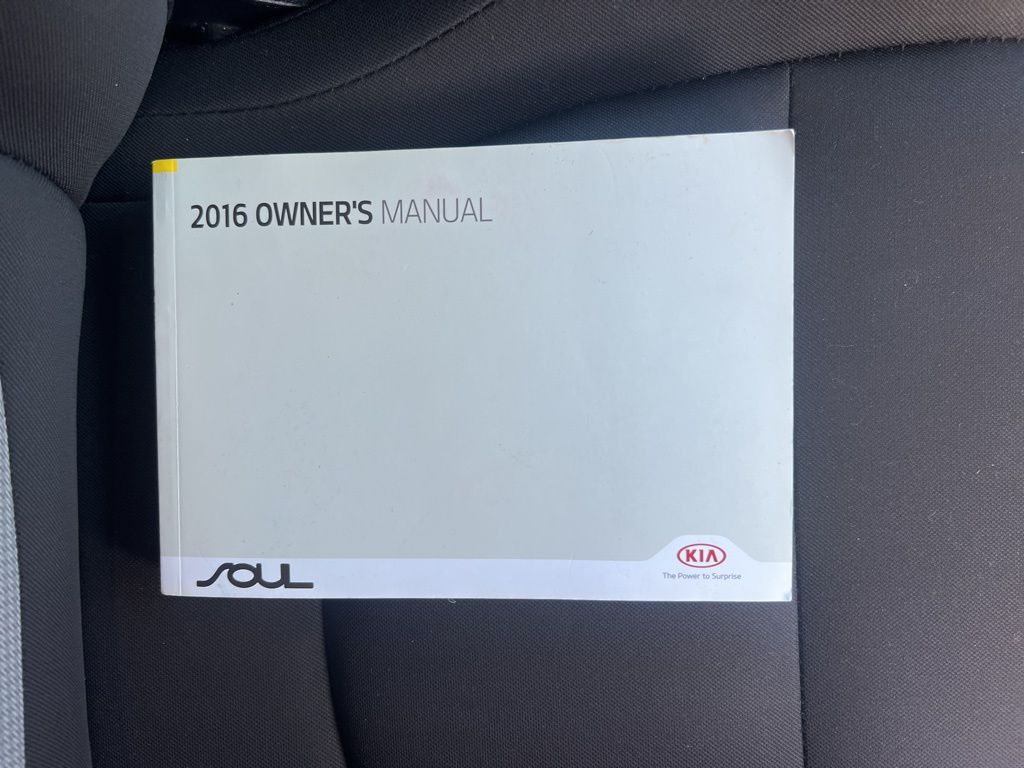 2016 OWNER'S MANUAL
SOUL
KIA
The Power to Surprise